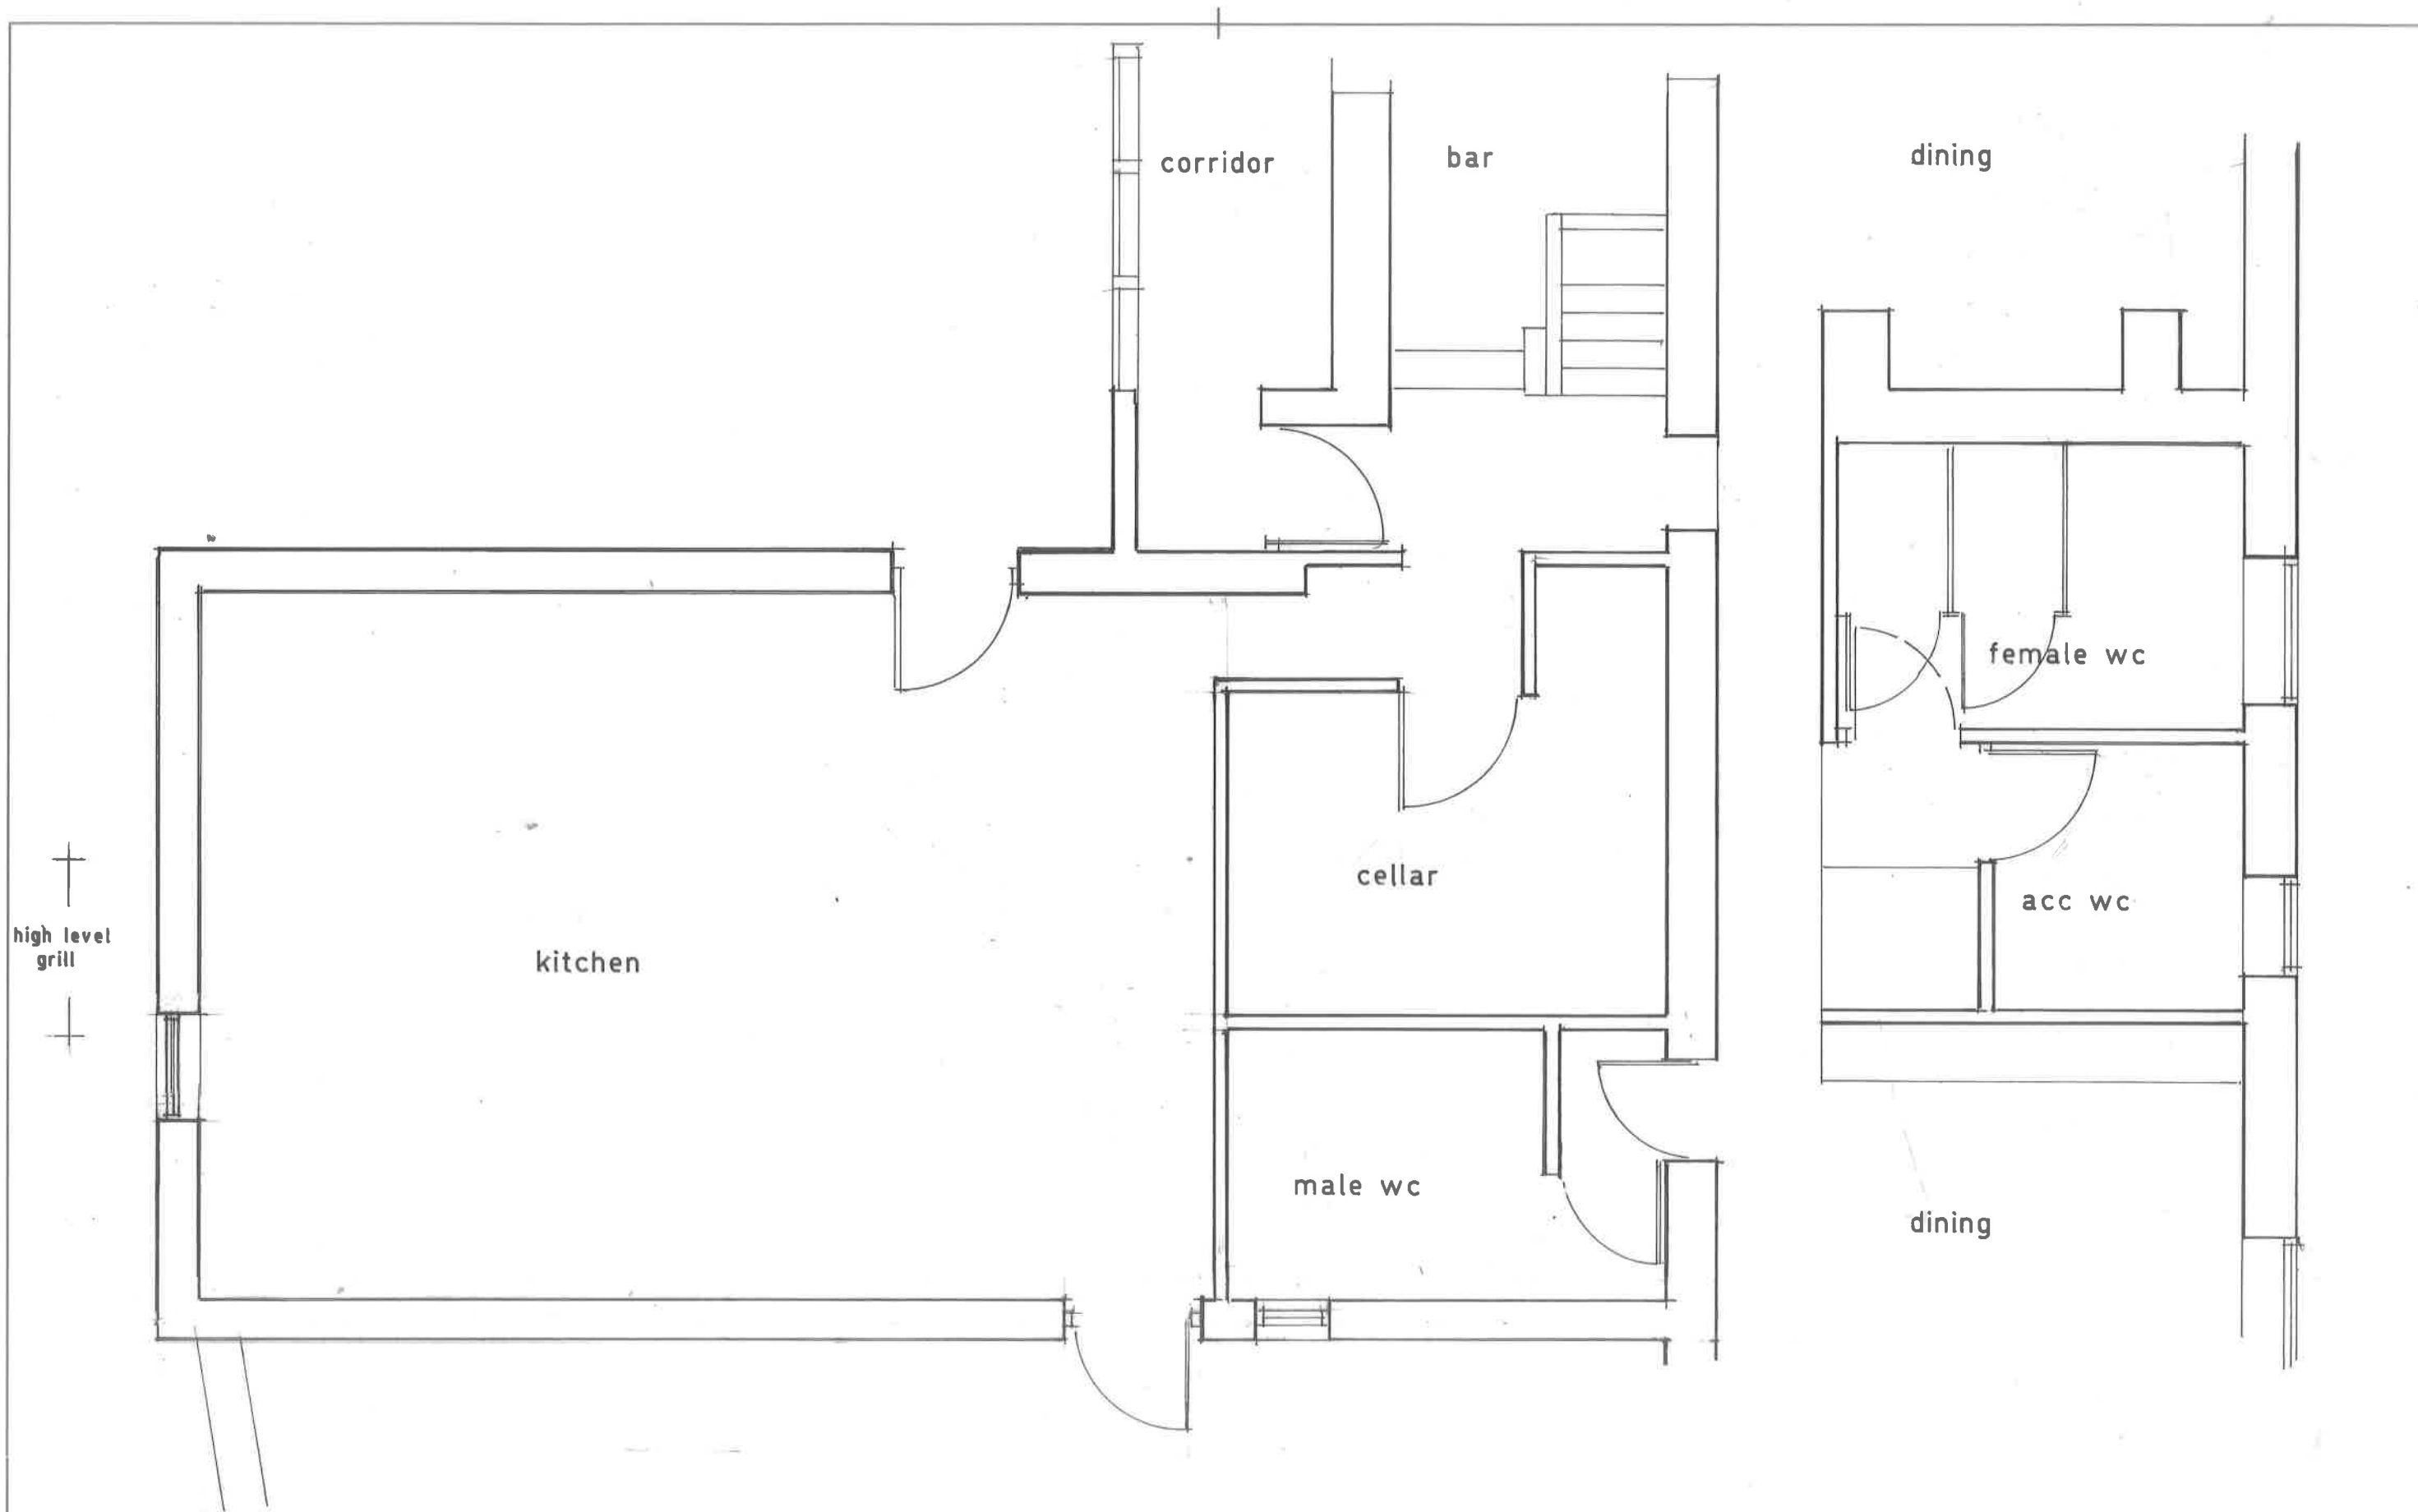 corridor
bar
dining
female wc
cellar
acc wc
high level
grill
kitchen
male wc
dining